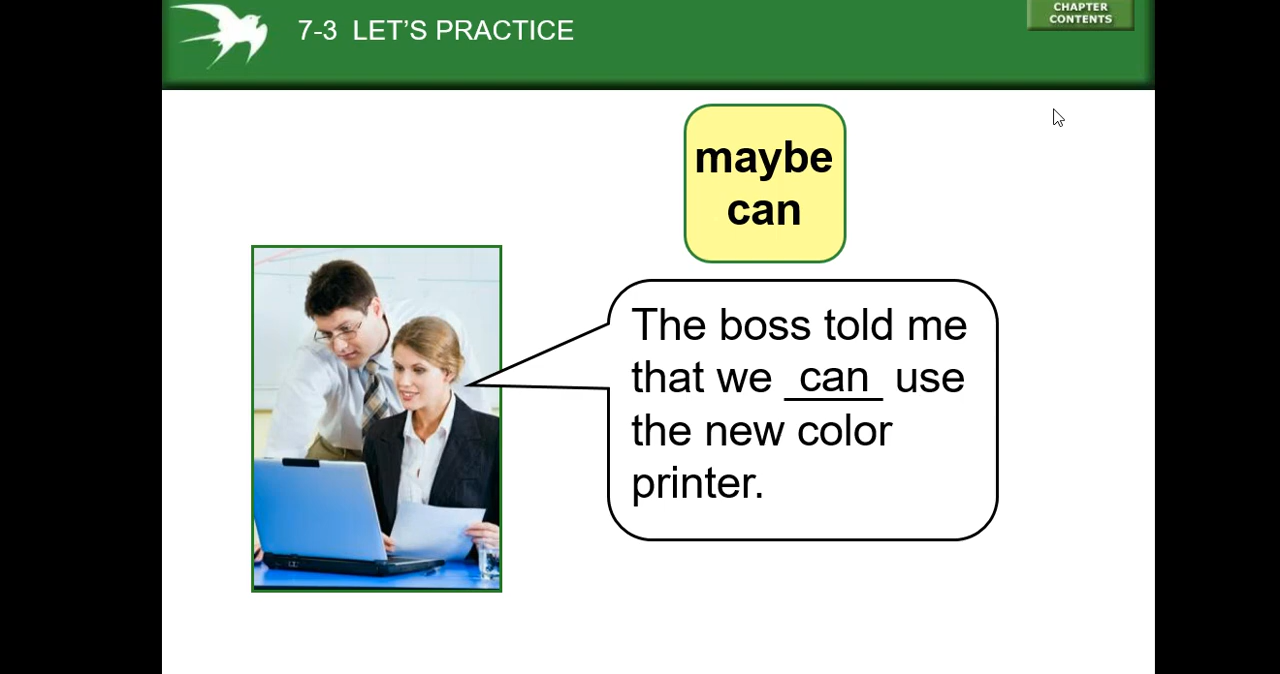 7-3 LET’S PRACTICE
CHAPTER
CONTENTS
maybe
can
The boss told me
that we can use
the new color
printer.